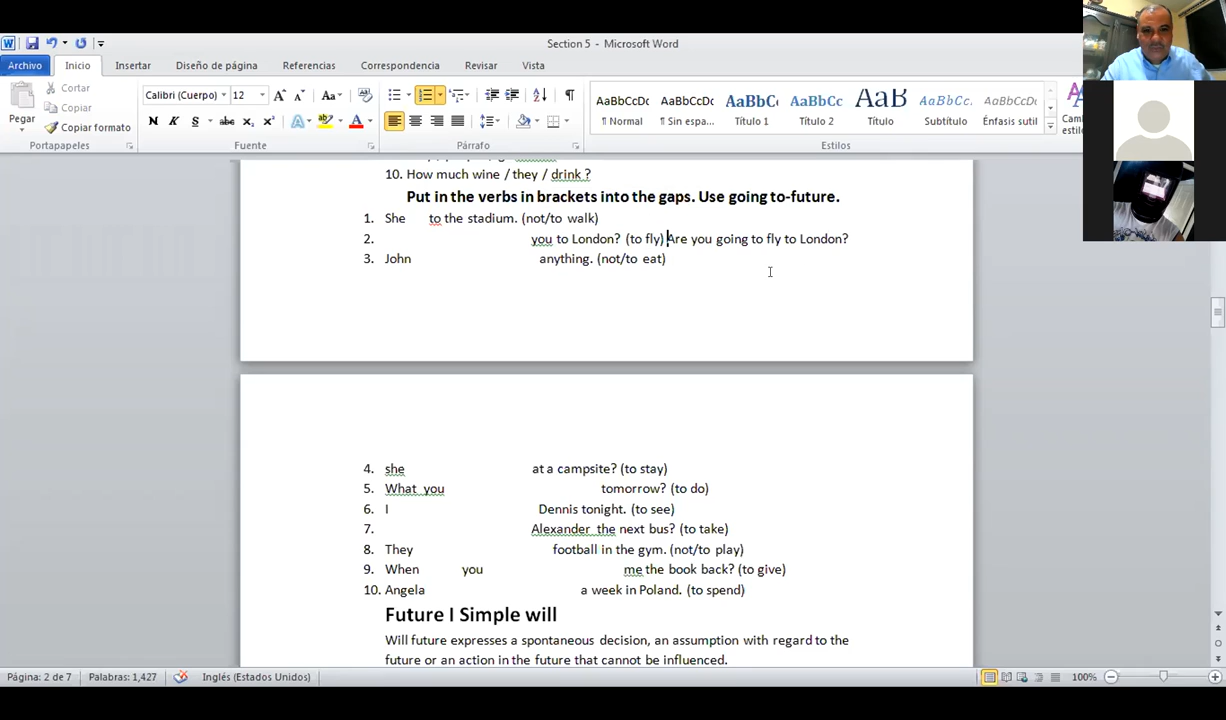 Section 5 - Microsoft Word
Archivo Inicio Insertar Diseño de página Referencias Correspondencia Revisar Vista
Pegar
Cortar
Copiar
Copiar formato
Portapapeles
Calibri (Cuerpo) 12
Fuente
Párrafo
AaBbCcDc AaBbCcDc AaBbCc AaBbCc AaB AaBbCc. AaBbCcDc
¶ Normal ¶ Sin espa... Título 1 Título 2 Título Subtítulo Énfasis sutil
Estilos
10. How much wine / they / drink ?
Put in the verbs in brackets into the gaps. Use going to-future.
1. She to the stadium. (not/to walk)
2. you to London? (to fly) Are you going to fly to London?
3. John anything. (not/to eat)
4. she at a campsite? (to stay)
5. What you tomorrow? (to do)
6. I Dennis tonight. (to see)
7. Alexander the next bus? (to take)
8. They football in the gym. (not/to play)
9. When you me the book back? (to give)
10. Angela a week in Poland. (to spend)
Future I Simple will
Will future expresses a spontaneous decision, an assumption with regard to the
future or an action in the future that cannot be influenced.
Página: 2 de 7 Palabras: 1,427 Inglés (Estados Unidos) 100%